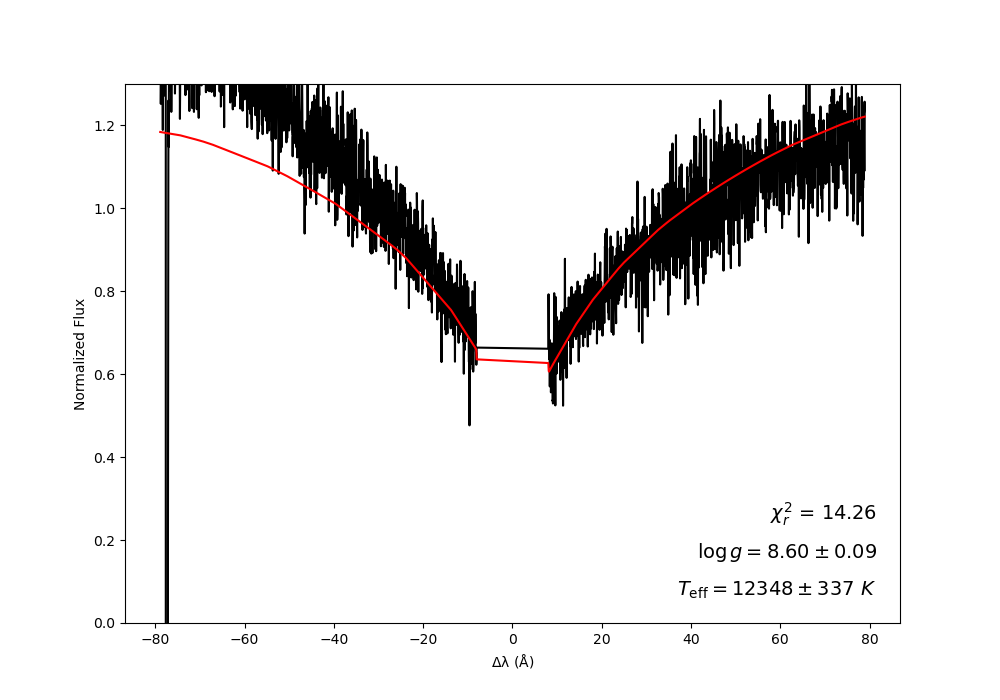 1.2
1.0
0.8
0.6
0.4
0.2
0.0
Normalized Flux
χ²ᵣ = 14.26
log g = 8.60 ± 0.09
T_eff = 12348 ± 337 K
−80 −60 −40 −20 0 20 40 60 80
Δλ (Å)